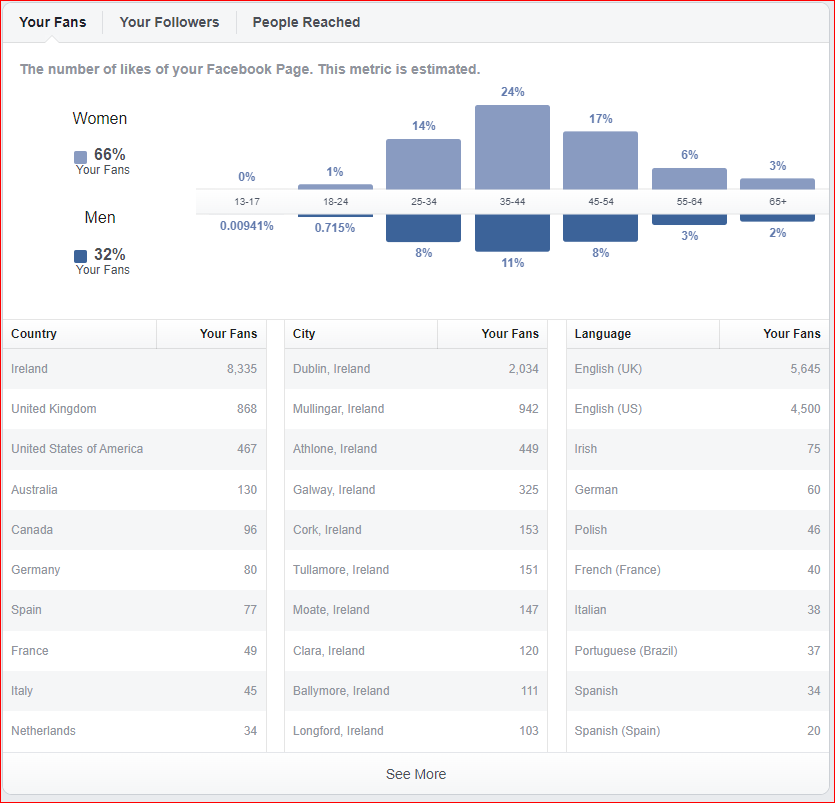 Your Fans Your Followers People Reached
The number of likes of your Facebook Page. This metric is estimated.
Women
66%
Your Fans
Men
32%
Your Fans
0% 1% 14% 24% 17% 6% 3%
13-17 18-24 25-34 35-44 45-54 55-64 65+
0.00941% 0.715% 8% 11% 8% 3% 2%
Country Your Fans City Your Fans Language Your Fans
Ireland 8,335 Dublin, Ireland 2,034 English (UK) 5,645
United Kingdom 868 Mullingar, Ireland 942 English (US) 4,500
United States of America 467 Athlone, Ireland 449 Irish 75
Australia 130 Galway, Ireland 325 German 60
Canada 96 Cork, Ireland 153 Polish 46
Germany 80 Tullamore, Ireland 151 French (France) 40
Spain 77 Moate, Ireland 147 Italian 38
France 49 Clara, Ireland 120 Portuguese (Brazil) 37
Italy 45 Ballymore, Ireland 111 Spanish 34
Netherlands 34 Longford, Ireland 103 Spanish (Spain) 20
See More